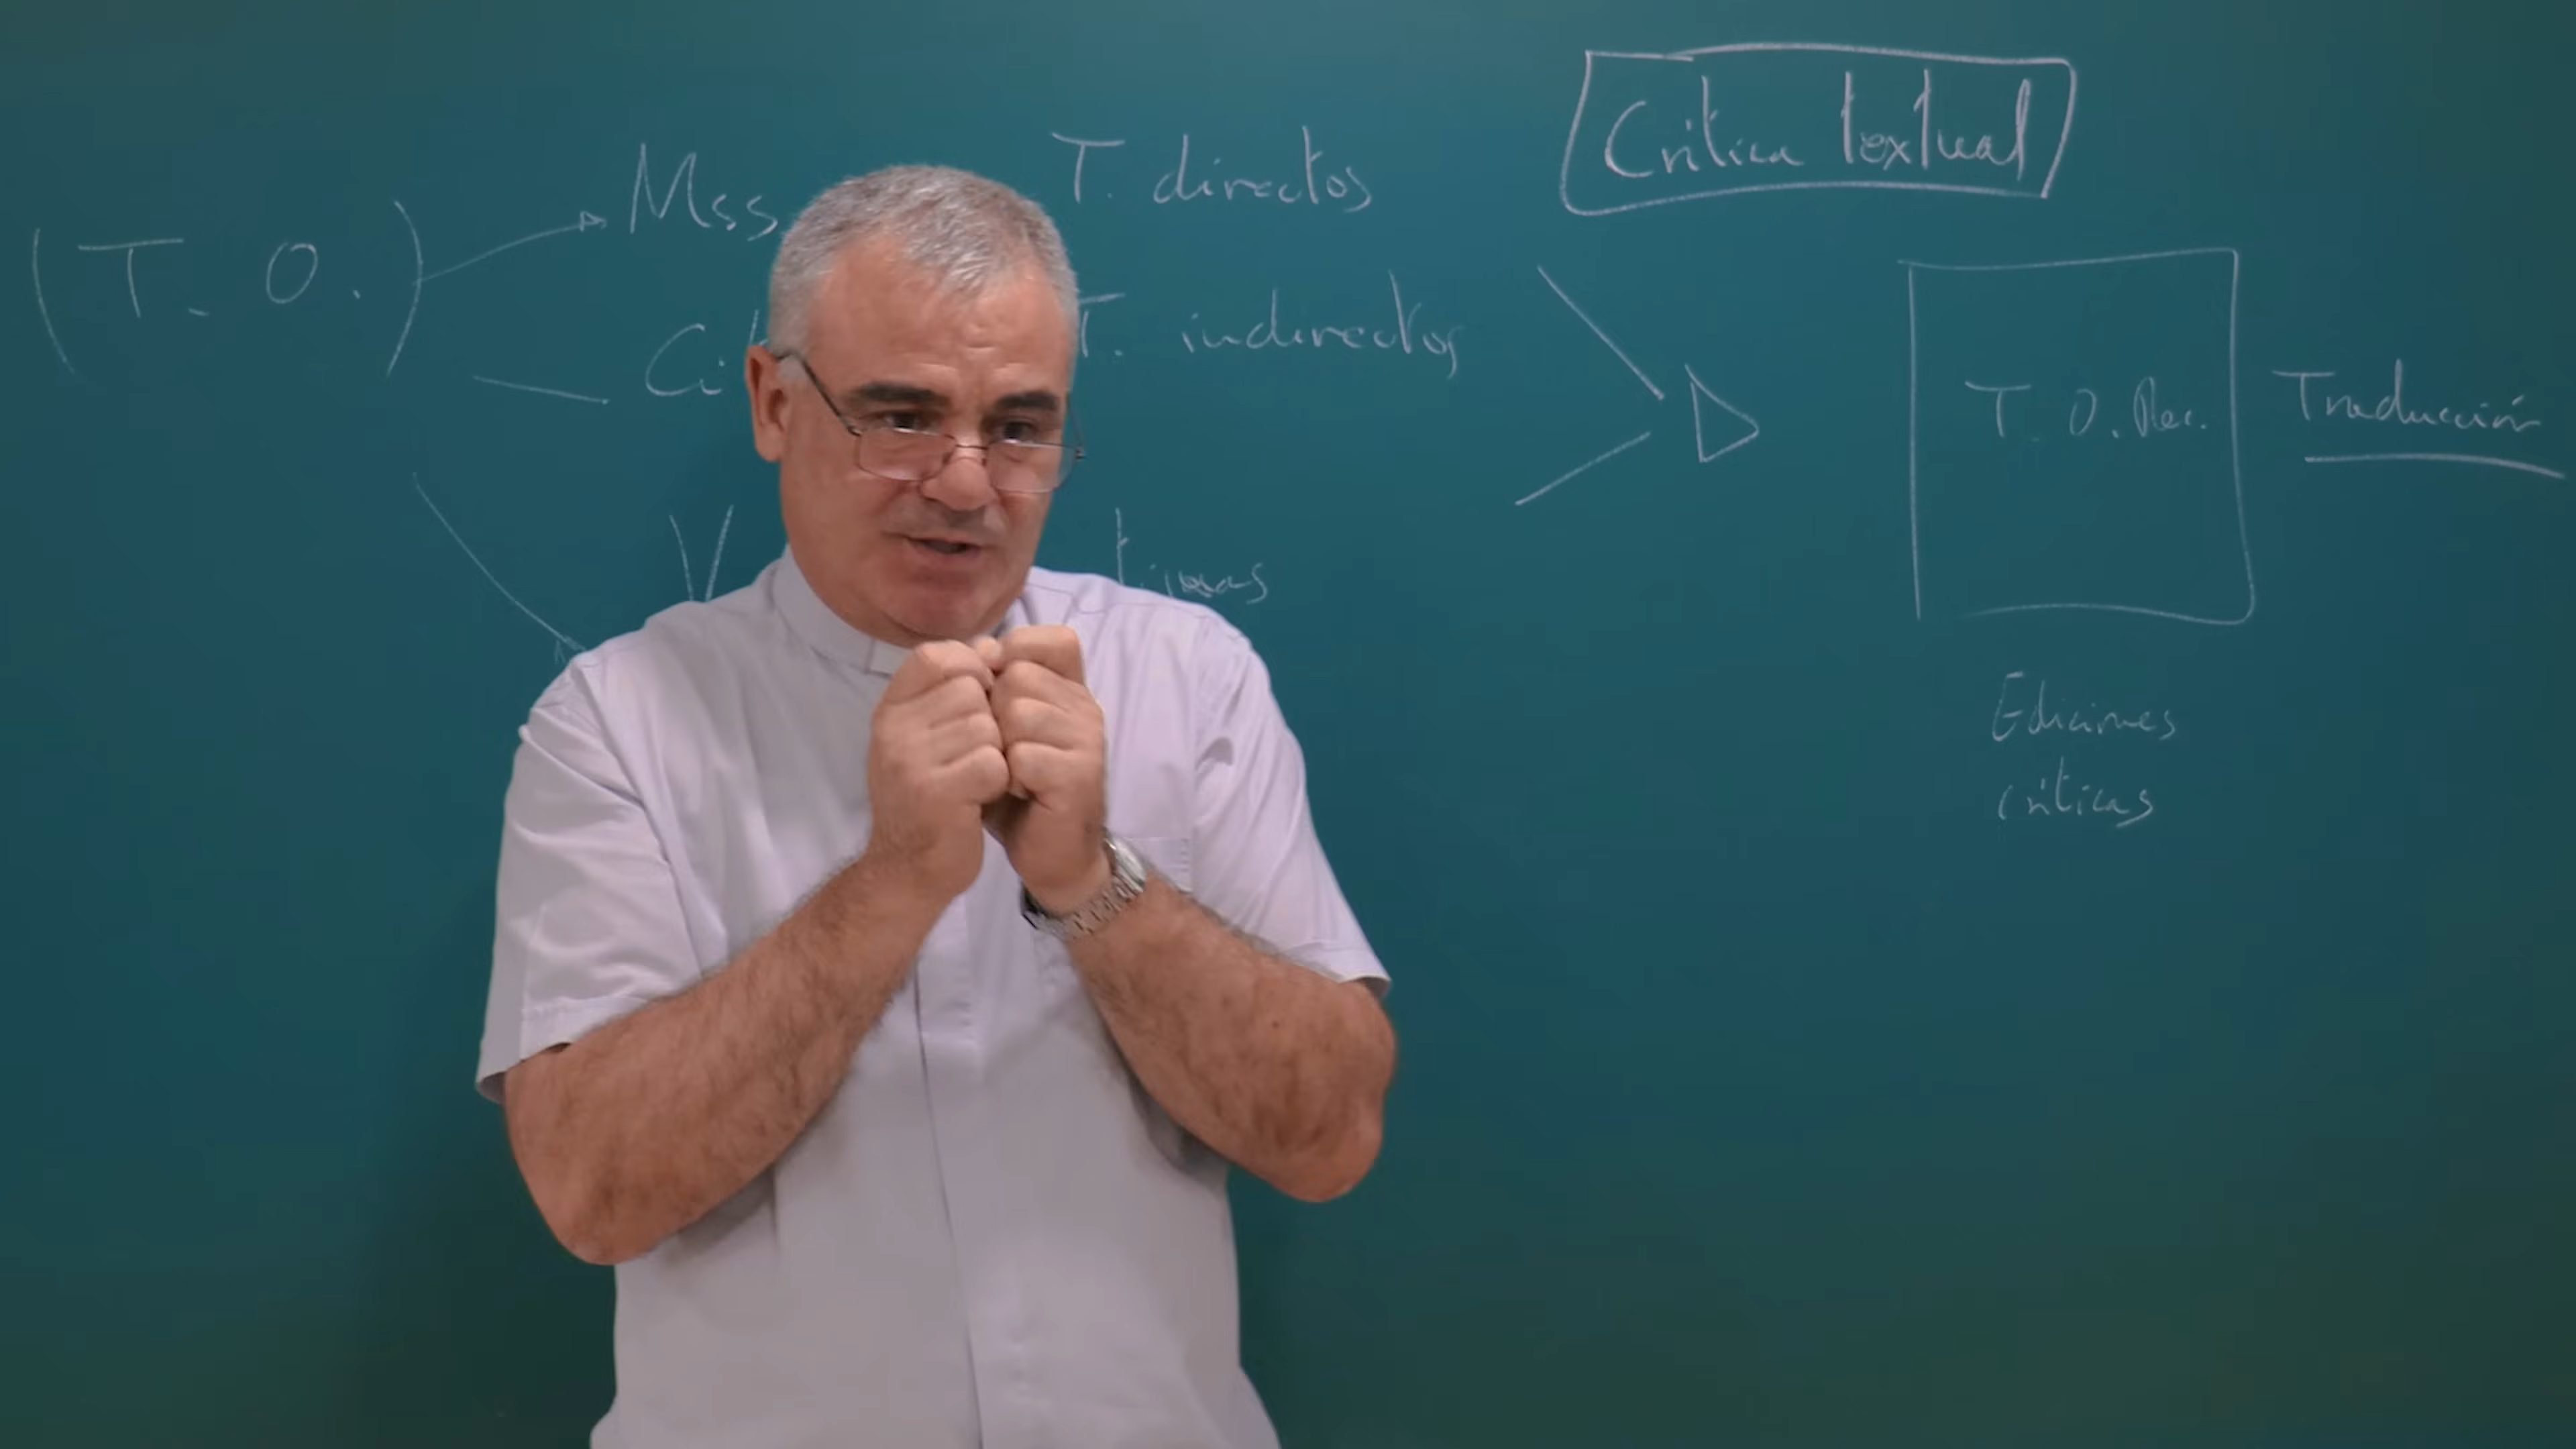 Crítica textual
(T. O.)
Mss
T. directos
T. indirectos
T. O. Rec.
Traducción
Ediciones
críticas